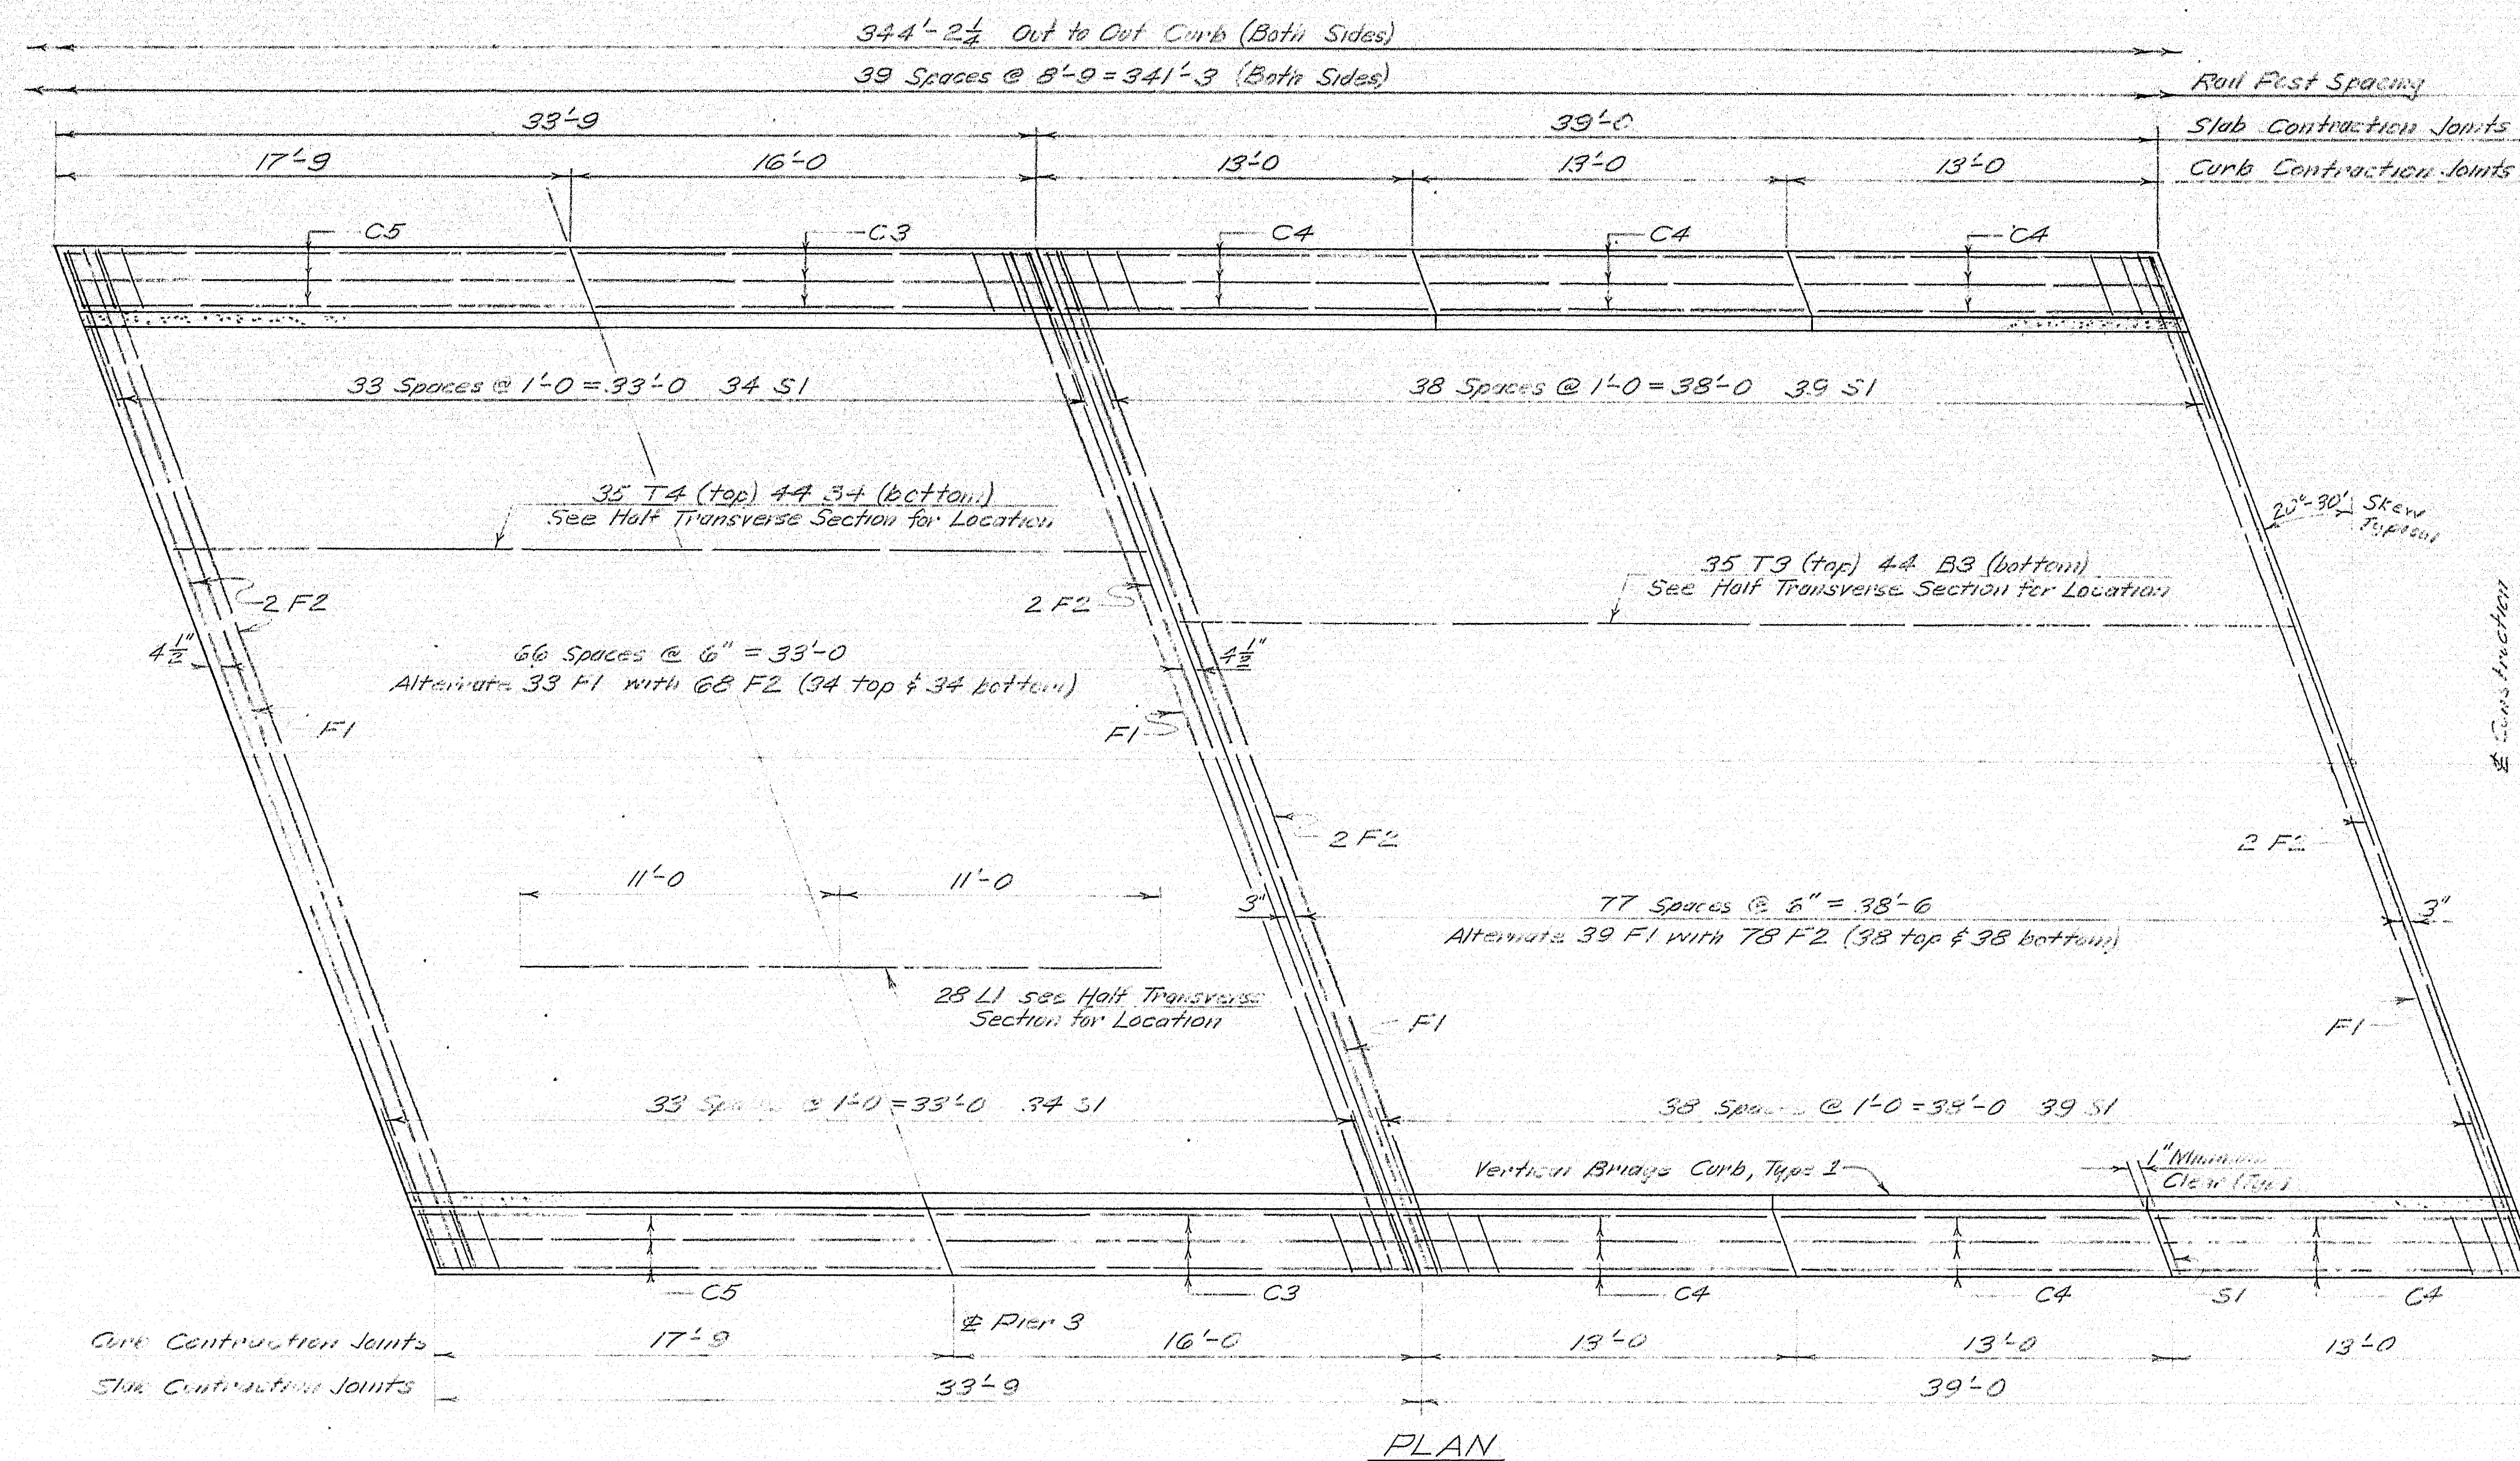 344'-2 1/4 Out to Out Curb (Both Sides)
39 Spaces @ 8'-9 = 341'-3 (Both Sides)
Rail Post Spacing
33'-9
39'-0
Slab Contraction Joints
17'-9
16'-0
13'-0
13'-0
13'-0
Curb Contraction Joints
C5
C3
C4
C4
C4
33 Spaces @ 1'-0 = 33'-0 34 S1
38 Spaces @ 1'-0 = 38'-0 39 S1
35 T4 (top) 44 B4 (bottom)
See Half Transverse Section for Location
20°-30' Skew
Typical
35 T3 (top) 44 B3 (bottom)
See Half Transverse Section for Location
2 F2
2 F2
℄ Construction
4 1/2"
66 Spaces @ 6" = 33'-0
4 1/2"
Alternate 33 F1 with 68 F2 (34 top & 34 bottom)
F1
F1
2 F2
2 F2
11'-0
11'-0
3"
77 Spaces @ 6" = 38'-6
3"
Alternate 39 F1 with 78 F2 (38 top & 38 bottom)
28 L1 see Half Transverse
Section for Location
F1
F1
33 Spaces @ 1'-0 = 33'-0 34 S1
38 Spaces @ 1'-0 = 38'-0 39 S1
Vertical Bridge Curb, Type 1
1" Minimum
Clear (Typ)
C5
C3
C4
C4
S1
C4
℄ Pier 3
Curb Contraction Joints
17'-9
16'-0
13'-0
13'-0
13'-0
Slab Contraction Joints
33'-9
39'-0
PLAN